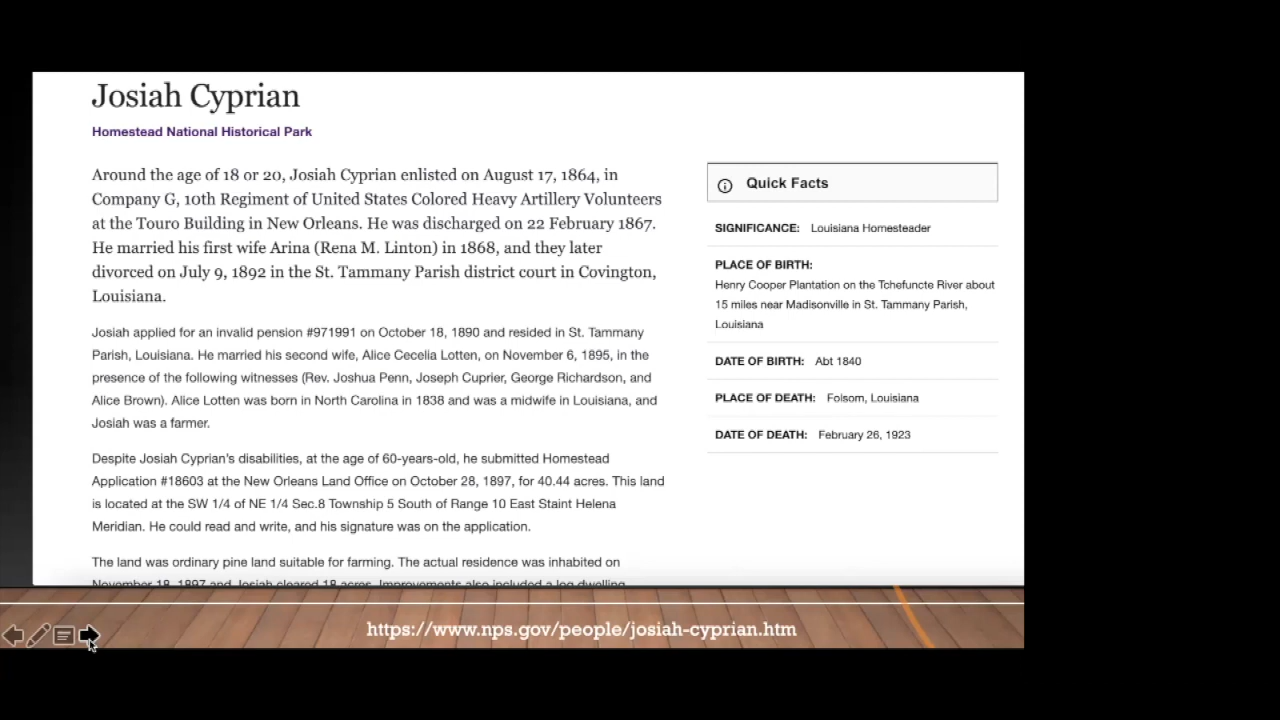 Josiah Cyprian
Homestead National Historical Park
Around the age of 18 or 20, Josiah Cyprian enlisted on August 17, 1864, in
Company G, 10th Regiment of United States Colored Heavy Artillery Volunteers
at the Touro Building in New Orleans. He was discharged on 22 February 1867.
He married his first wife Arina (Rena M. Linton) in 1868, and they later
divorced on July 9, 1892 in the St. Tammany Parish district court in Covington,
Louisiana.
Josiah applied for an invalid pension #971991 on October 18, 1890 and resided in St. Tammany
Parish, Louisiana. He married his second wife, Alice Cecelia Lotten, on November 6, 1895, in the
presence of the following witnesses (Rev. Joshua Penn, Joseph Cuprier, George Richardson, and
Alice Brown). Alice Lotten was born in North Carolina in 1838 and was a midwife in Louisiana, and
Josiah was a farmer.
Despite Josiah Cyprian's disabilities, at the age of 60-years-old, he submitted Homestead
Application #18603 at the New Orleans Land Office on October 28, 1897, for 40.44 acres. This land
is located at the SW 1/4 of NE 1/4 Sec.8 Township 5 South of Range 10 East Staint Helena
Meridian. He could read and write, and his signature was on the application.
The land was ordinary pine land suitable for farming. The actual residence was inhabited on
November 18, 1897 and Josiah cleared 18 acres. Improvements also included a log dwelling
Quick Facts
SIGNIFICANCE: Louisiana Homesteader
PLACE OF BIRTH:
Henry Cooper Plantation on the Tchefuncte River about
15 miles near Madisonville in St. Tammany Parish,
Louisiana
DATE OF BIRTH: Abt 1840
PLACE OF DEATH: Folsom, Louisiana
DATE OF DEATH: February 26, 1923
https://www.nps.gov/people/josiah-cyprian.htm